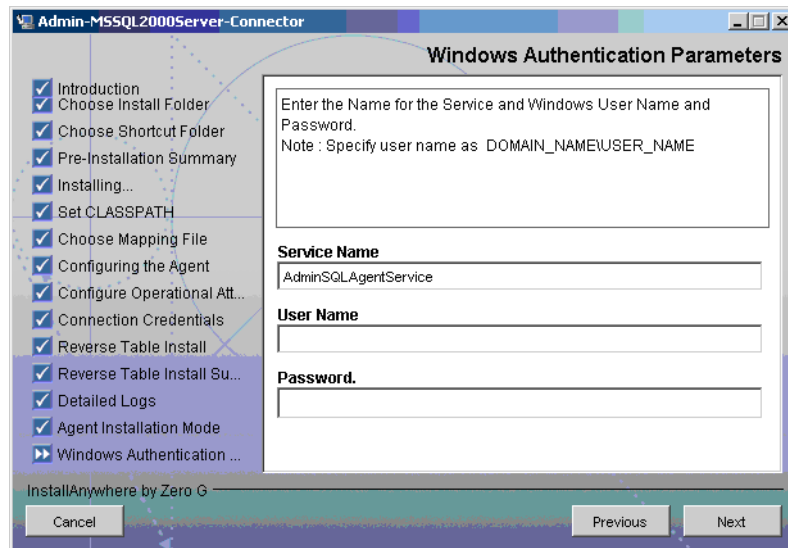 Admin-MSSQL2000Server-Connector
Windows Authentication Parameters
Introduction
Choose Install Folder
Choose Shortcut Folder
Pre-Installation Summary
Installing...
Set CLASSPATH
Choose Mapping File
Configuring the Agent
Configure Operational Att...
Connection Credentials
Reverse Table Install
Reverse Table Install Su...
Detailed Logs
Agent Installation Mode
Windows Authentication ...
Enter the Name for the Service and Windows User Name and
Password.
Note : Specify user name as DOMAIN_NAME\USER_NAME
Service Name
AdminSQLAgentService
User Name
Password.
InstallAnywhere by Zero G
Cancel
Previous
Next